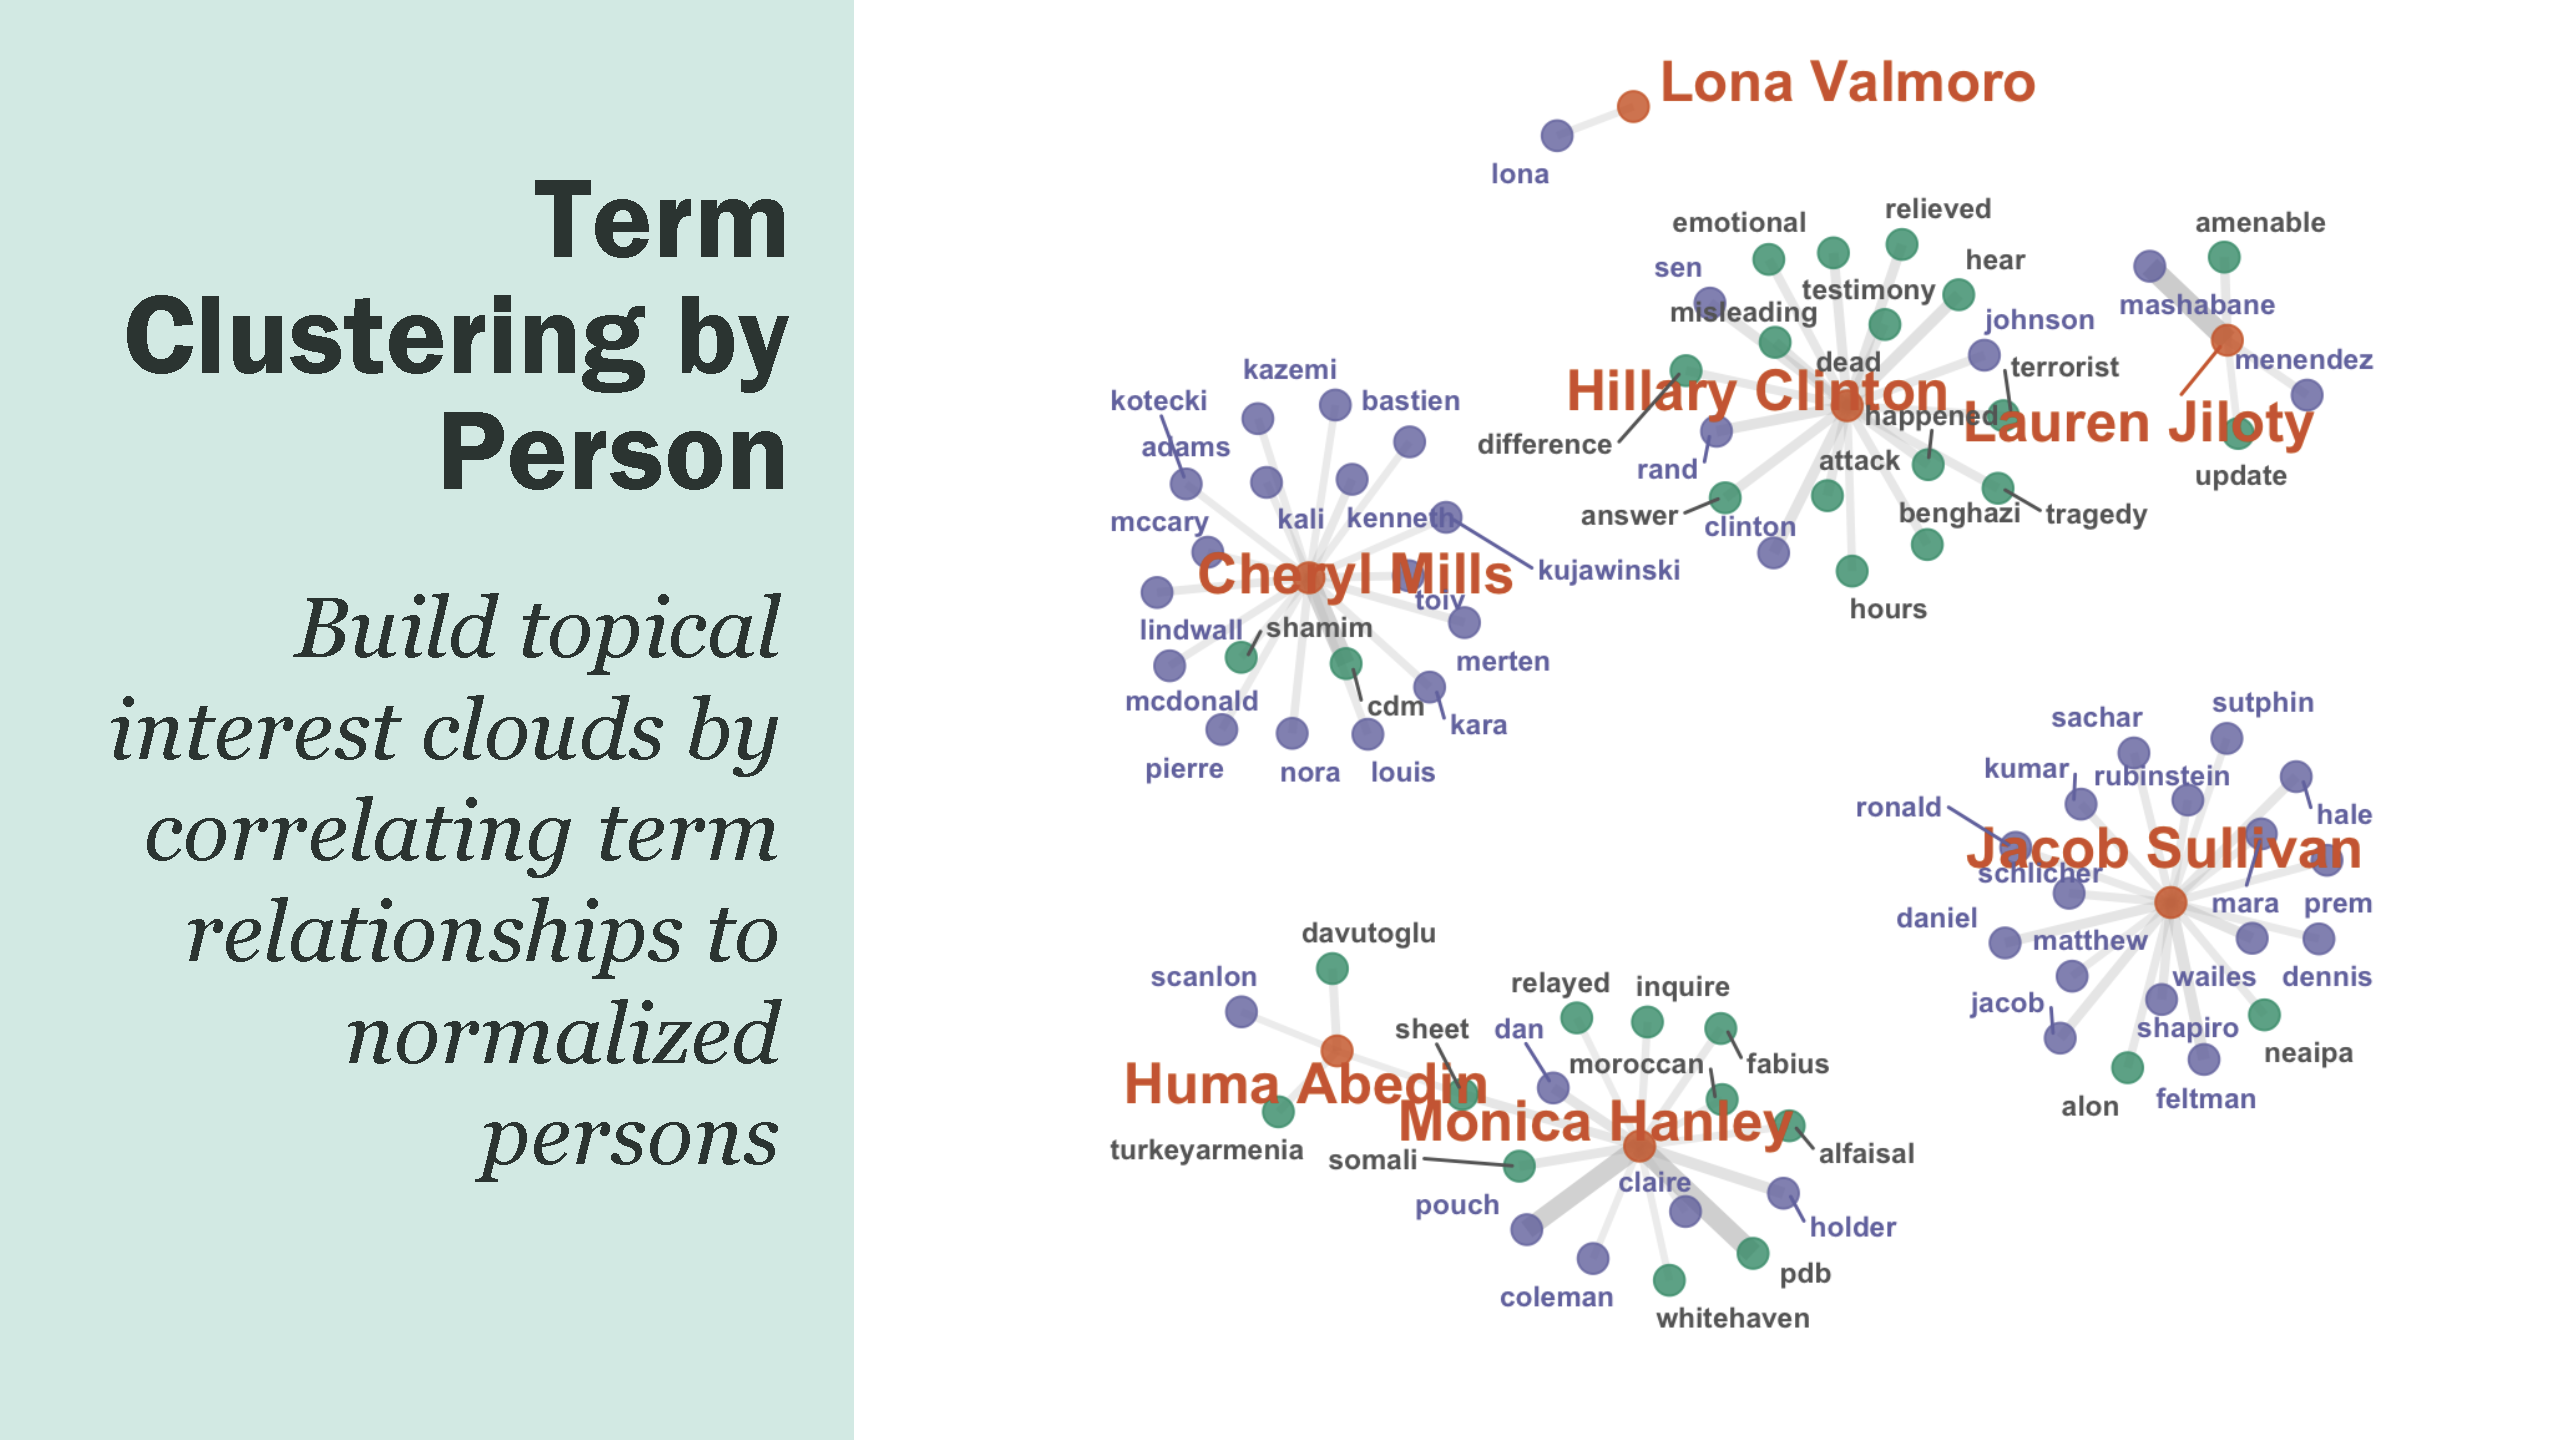 Term
Clustering by
Person
Build topical
interest clouds by
correlating term
relationships to
normalized
persons
Lona Valmoro
lona
emotional
relieved
amenable
sen
hear
testimony
misleading
mashabane
johnson
dead
terrorist
menendez
Hillary Clinton
happened
Lauren Jiloty
difference
rand
attack
update
answer
clinton
benghazi
tragedy
hours
kazemi
kotecki
bastien
adams
mccary
kali
kenneth
Cheryl Mills
kujawinski
toiv
lindwall
shamim
merten
mcdonald
cdm
kara
pierre
nora
louis
sutphin
sachar
kumar
rubinstein
ronald
hale
Jacob Sullivan
schlicher
mara
prem
daniel
matthew
wailes
dennis
jacob
shapiro
neaipa
feltman
alon
davutoglu
scanlon
relayed
inquire
sheet
dan
moroccan
fabius
Huma Abedin
Monica Hanley
turkeyarmenia
somali
alfaisal
claire
pouch
holder
pdb
coleman
whitehaven